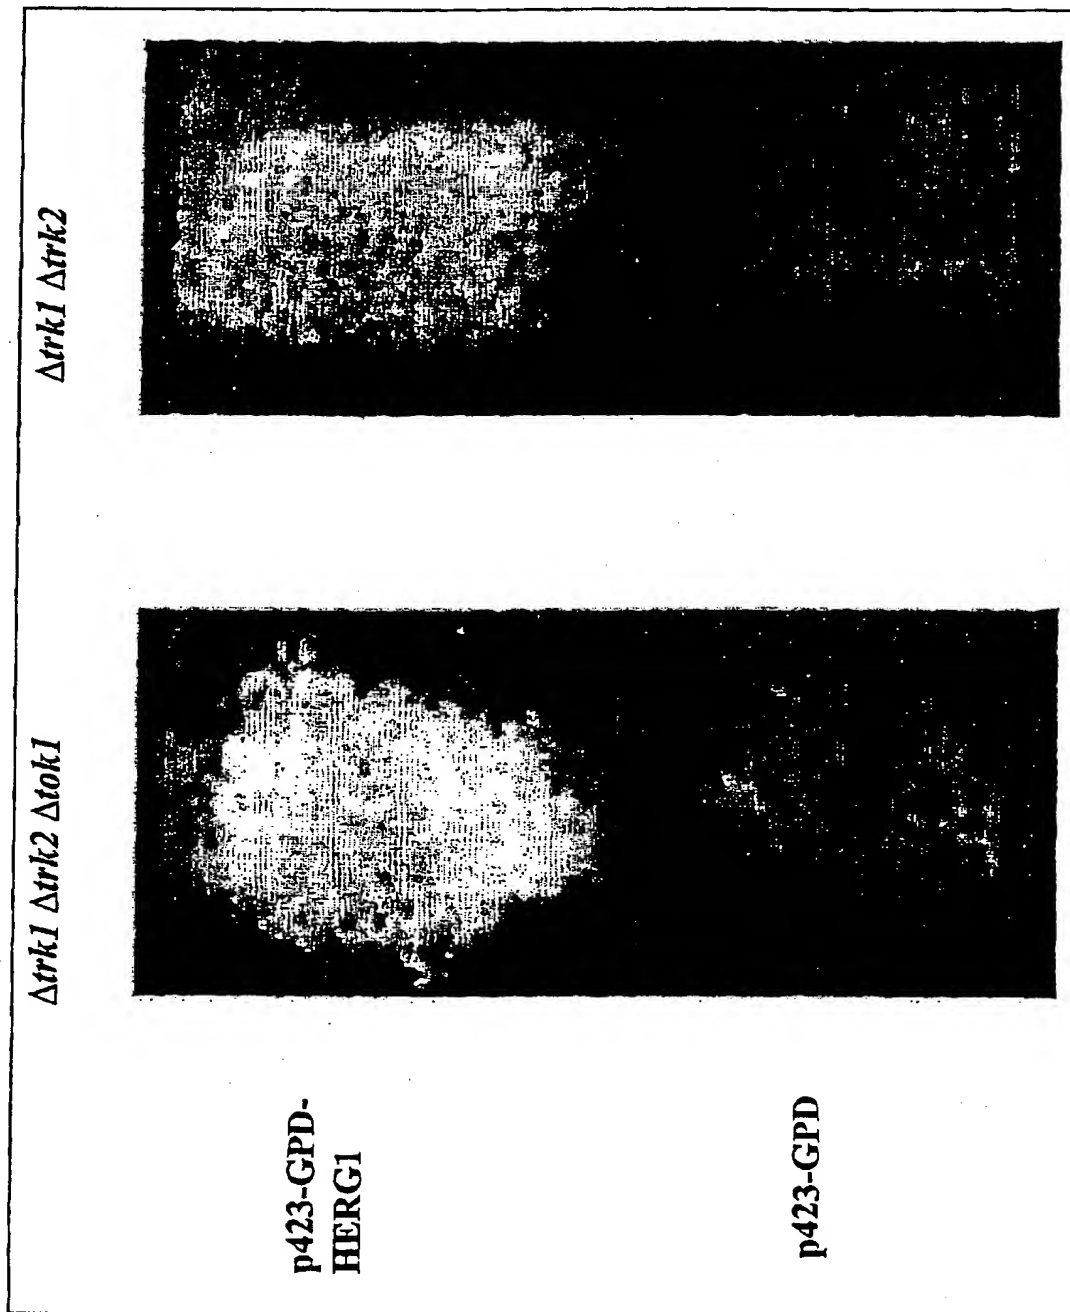 Δtrk1 Δtrk2 Δtok1
Δtrk1 Δtrk2
p423-GPD-
HERG1
p423-GPD